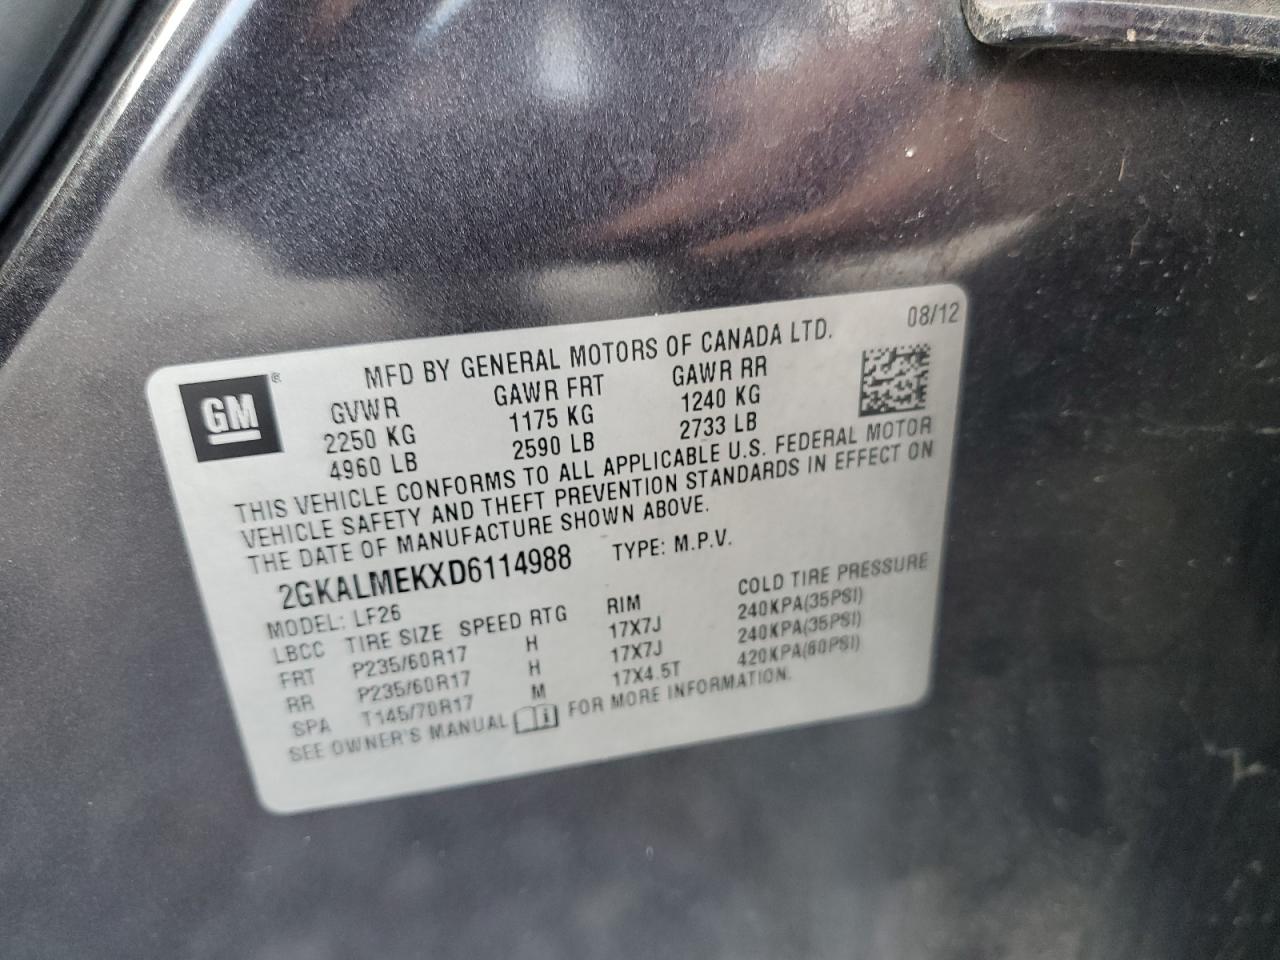 08/12
MFD BY GENERAL MOTORS OF CANADA LTD.
GM ®
GVWR GAWR FRT GAWR RR
2250 KG 1175 KG 1240 KG
4960 LB 2590 LB 2733 LB
THIS VEHICLE CONFORMS TO ALL APPLICABLE U.S. FEDERAL MOTOR
VEHICLE SAFETY AND THEFT PREVENTION STANDARDS IN EFFECT ON
THE DATE OF MANUFACTURE SHOWN ABOVE.
2GKALMEKXD6114988 TYPE: M.P.V.
MODEL: LF26
LBCC TIRE SIZE SPEED RTG RIM COLD TIRE PRESSURE
FRT P235/60R17 H 17X7J 240KPA(35PSI)
RR P235/60R17 H 17X7J 240KPA(35PSI)
SPA T145/70R17 M 17X4.5T 420KPA(60PSI)
SEE OWNER'S MANUAL FOR MORE INFORMATION.